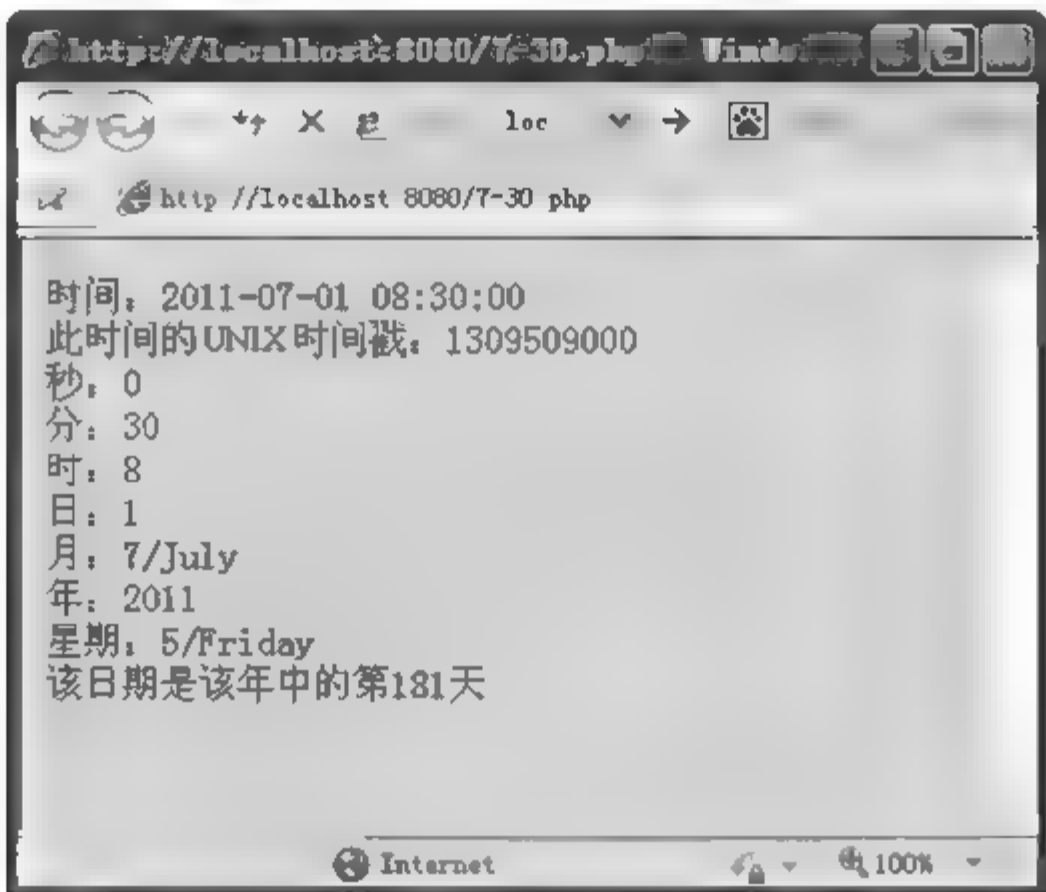 http://localhost:8080/7-30.php Windo
loc
http //localhost 8080/7-30 php
时间：2011-07-01 08:30:00
此时间的UNIX时间戳：1309509000
秒：0
分：30
时：8
日：1
月：7/July
年：2011
星期：5/Friday
该日期是该年中的第181天
Internet
100%